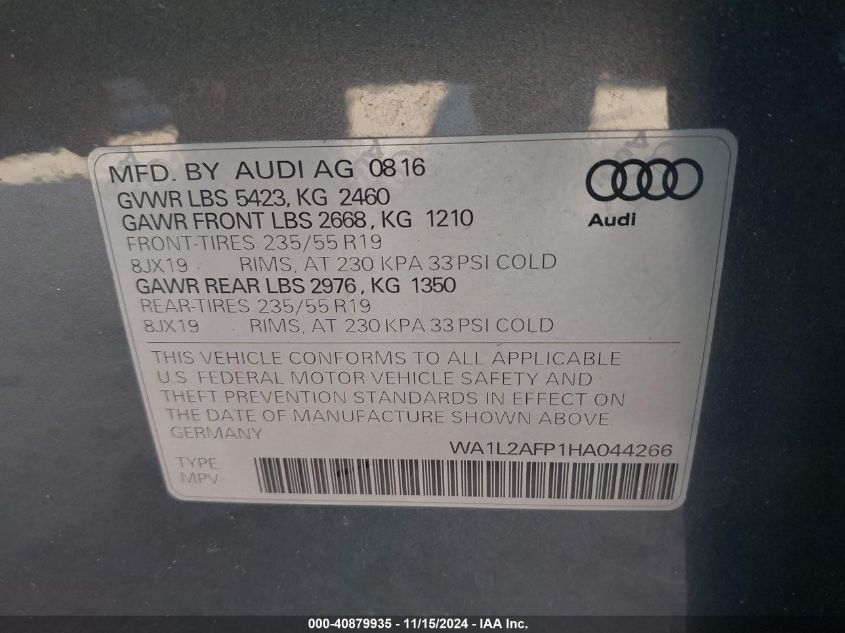 MFD. BY AUDI AG 0816
GVWR LBS 5423, KG 2460
GAWR FRONT LBS 2668, KG 1210
FRONT-TIRES 235/55 R19
8JX19 RIMS, AT 230 KPA 33 PSI COLD
GAWR REAR LBS 2976, KG 1350
REAR-TIRES 235/55 R19
8JX19 RIMS, AT 230 KPA 33 PSI COLD
Audi
THIS VEHICLE CONFORMS TO ALL APPLICABLE
U.S. FEDERAL MOTOR VEHICLE SAFETY AND
THEFT PREVENTION STANDARDS IN EFFECT ON
THE DATE OF MANUFACTURE SHOWN ABOVE.
GERMANY
WA1L2AFP1HA044266
TYPE:
MPV
000-40879935 - 11/15/2024 - IAAI Inc.